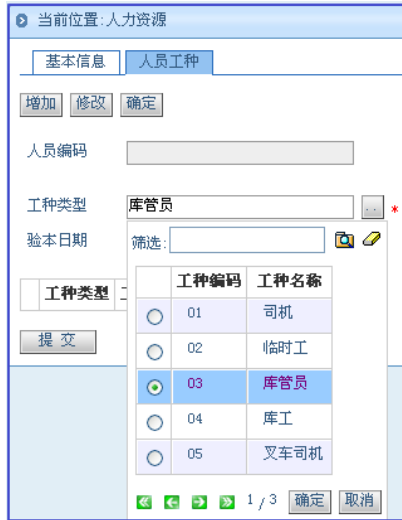 当前位置:人力资源
基本信息 人员工种
增加 修改 确定
人员编码
工种类型 库管员 .. *
验本日期 筛选:
工种编码 工种名称
工种类型
01 司机
02 临时工
提 交
03 库管员
04 库工
05 叉车司机
1 / 3 确定 取消